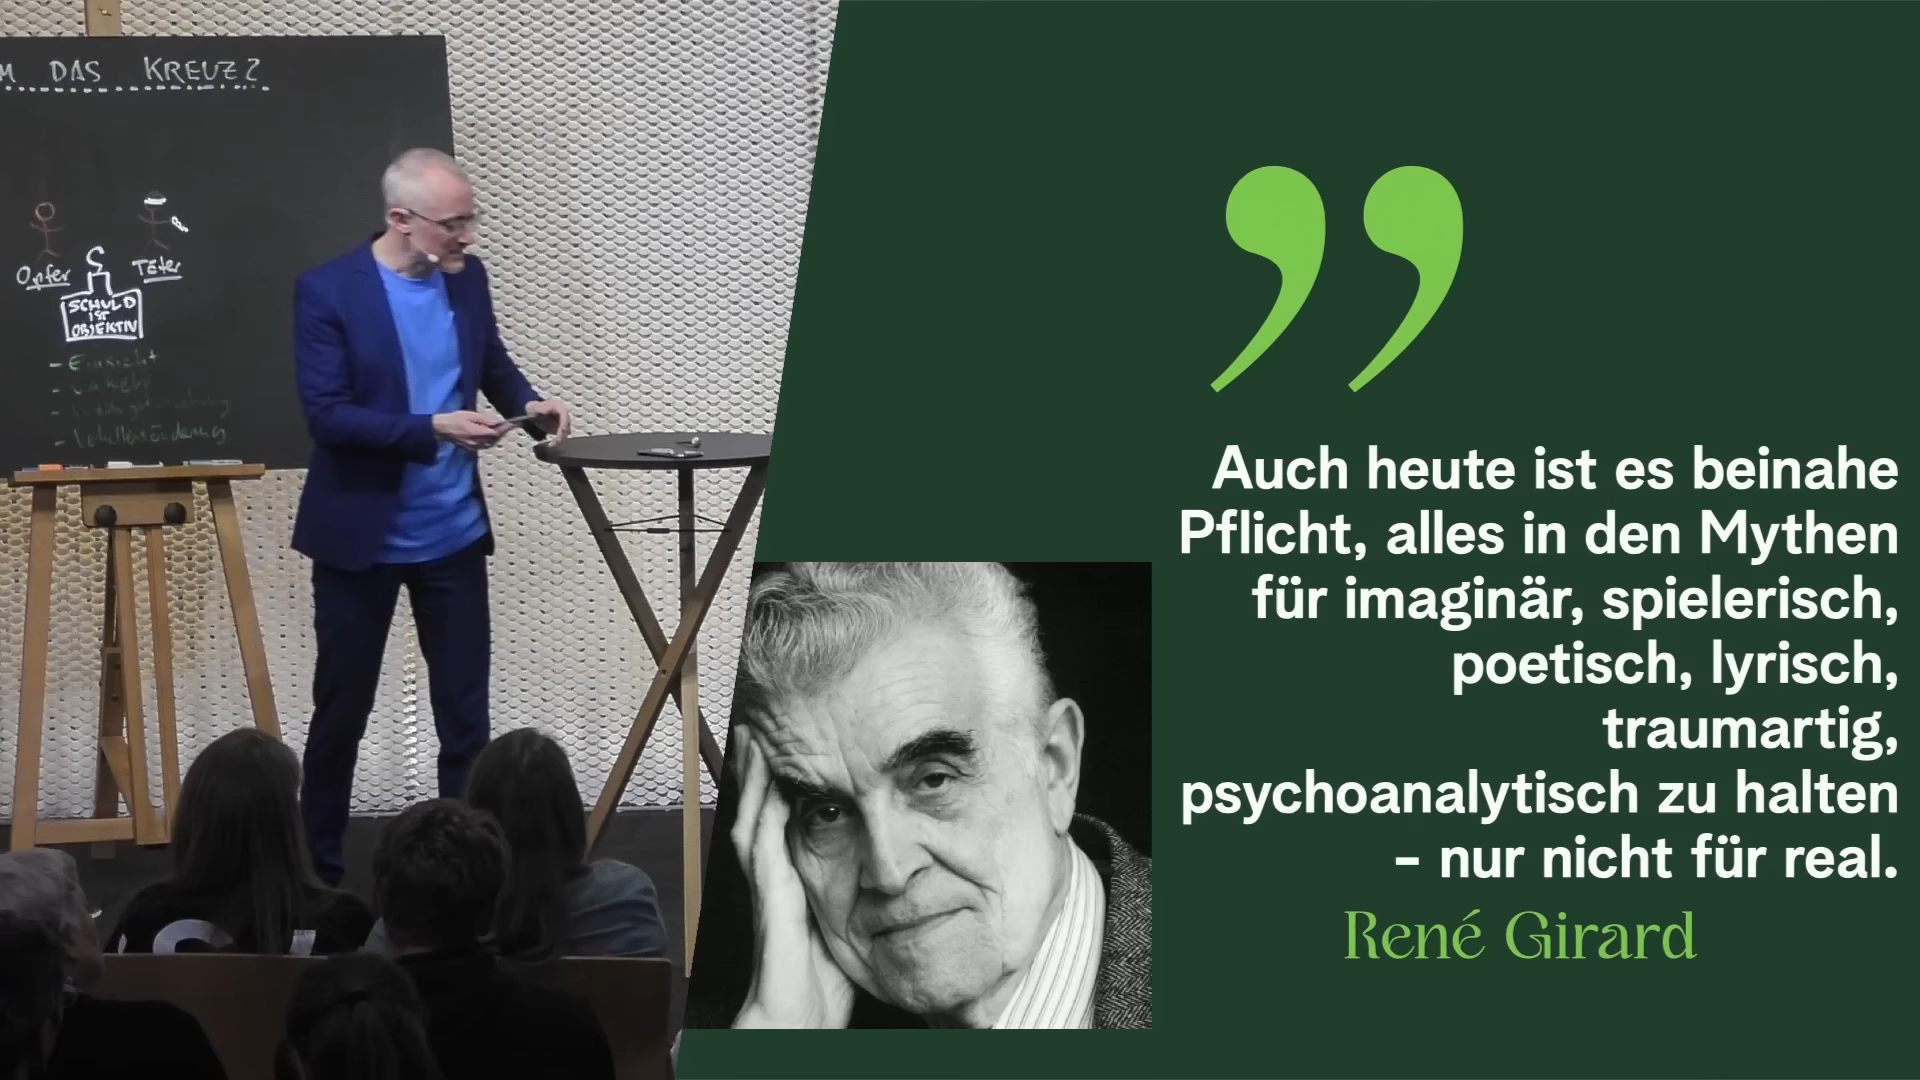 M DAS KREUZ?
Opfer
Täter
SCHULD
IST
OBJEKTIV
- Einsicht
Auch heute ist es beinahe
Pflicht, alles in den Mythen
für imaginär, spielerisch,
poetisch, lyrisch,
traumartig,
psychoanalytisch zu halten
– nur nicht für real.
René Girard